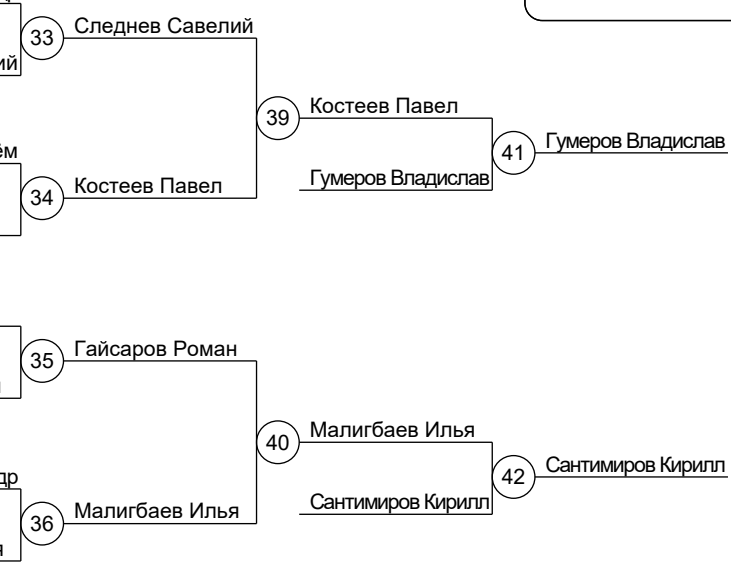 33 Следнев Савелий
39 Костеев Павел
41 Гумеров Владислав
Гумеров Владислав
34 Костеев Павел
35 Гайсаров Роман
40 Малигбаев Илья
42 Сантимиров Кирилл
Сантимиров Кирилл
36 Малигбаев Илья